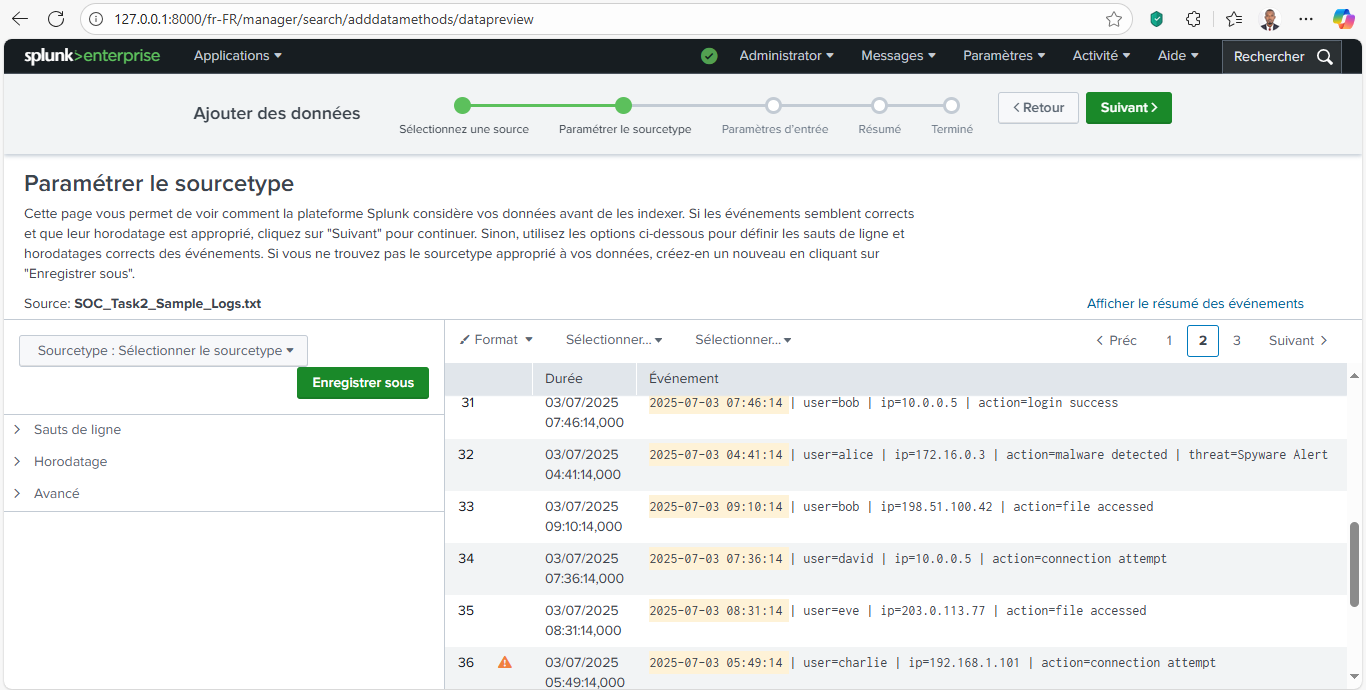 127.0.0.1:8000/fr-FR/manager/search/adddatamethods/datapreview
splunk>enterprise Applications Administrator Messages Paramètres Activité Aide Rechercher
Ajouter des données
Sélectionnez une source Paramétrer le sourcetype Paramètres d'entrée Résumé Terminé
< Retour Suivant >
Paramétrer le sourcetype
Cette page vous permet de voir comment la plateforme Splunk considère vos données avant de les indexer. Si les événements semblent corrects
et que leur horodatage est approprié, cliquez sur "Suivant" pour continuer. Sinon, utilisez les options ci-dessous pour définir les sauts de ligne et
horodatages corrects des événements. Si vous ne trouvez pas le sourcetype approprié à vos données, créez-en un nouveau en cliquant sur
"Enregistrer sous".
Source: SOC_Task2_Sample_Logs.txt
Afficher le résumé des événements
Sourcetype : Sélectionner le sourcetype
Enregistrer sous
> Sauts de ligne
> Horodatage
> Avancé
Format Sélectionner... Sélectionner... < Préc 1 2 3 Suivant >
Durée Événement
31 03/07/2025 2025-07-03 07:46:14 | user=bob | ip=10.0.0.5 | action=login success
07:46:14,000
32 03/07/2025 2025-07-03 04:41:14 | user=alice | ip=172.16.0.3 | action=malware detected | threat=Spyware Alert
04:41:14,000
33 03/07/2025 2025-07-03 09:10:14 | user=bob | ip=198.51.100.42 | action=file accessed
09:10:14,000
34 03/07/2025 2025-07-03 07:36:14 | user=david | ip=10.0.0.5 | action=connection attempt
07:36:14,000
35 03/07/2025 2025-07-03 08:31:14 | user=eve | ip=203.0.113.77 | action=file accessed
08:31:14,000
36 03/07/2025 2025-07-03 05:49:14 | user=charlie | ip=192.168.1.101 | action=connection attempt
05:49:14,000